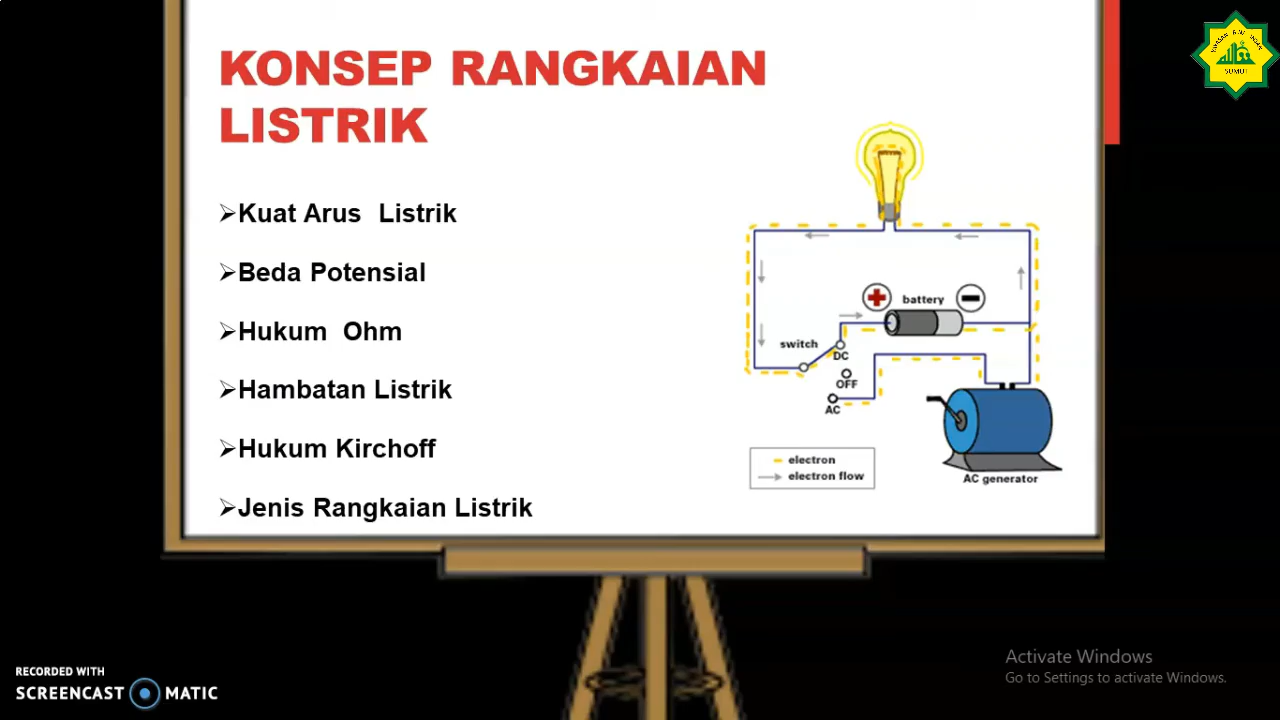 KONSEP RANGKAIAN
LISTRIK
➢Kuat Arus Listrik
➢Beda Potensial
➢Hukum Ohm
➢Hambatan Listrik
➢Hukum Kirchoff
➢Jenis Rangkaian Listrik
battery
switch
DC
OFF
AC
electron
electron flow
AC generator
SUMUT
Activate Windows
Go to Settings to activate Windows.
RECORDED WITH
SCREENCAST MATIC